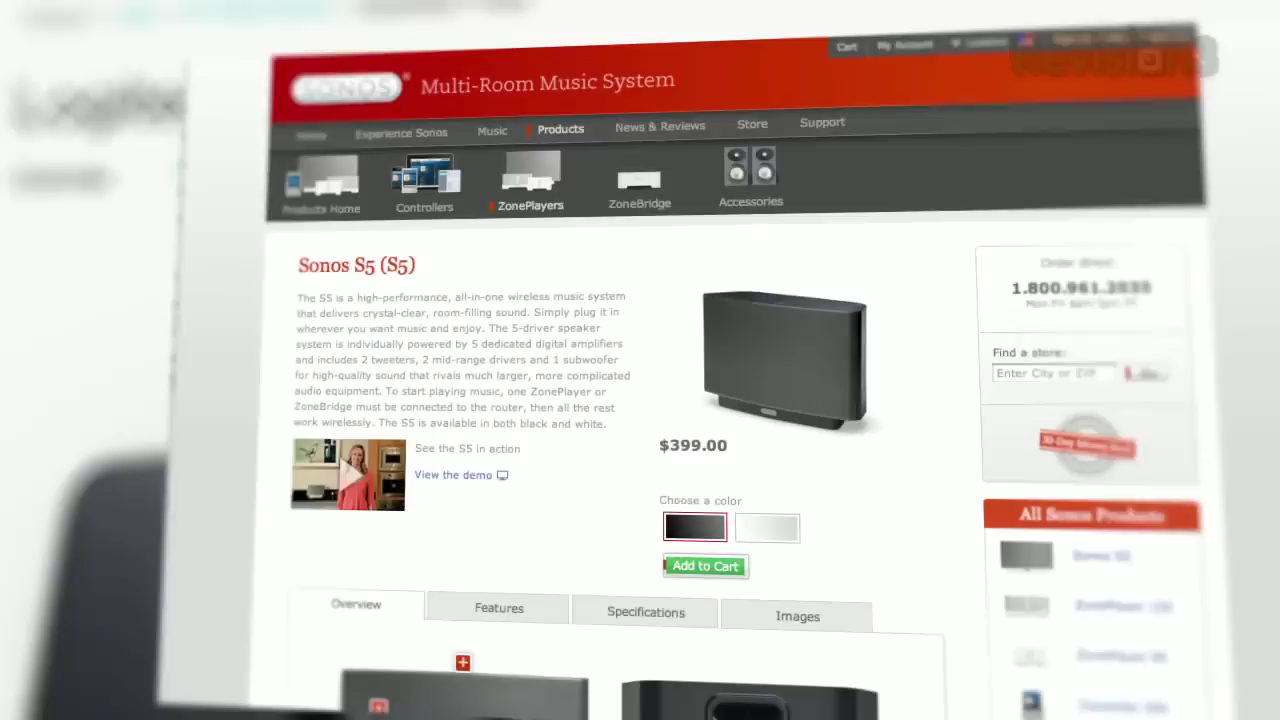 Cart
My Account
SONOS®
Multi-Room Music System
Home
Experience Sonos
Music
Products
News & Reviews
Store
Support
Products Home
Controllers
ZonePlayers
ZoneBridge
Accessories
Sonos S5 (S5)
The S5 is a high-performance, all-in-one wireless music system
that delivers crystal-clear, room-filling sound. Simply plug it in
wherever you want music and enjoy. The 5-driver speaker
system is individually powered by 5 dedicated digital amplifiers
and includes 2 tweeters, 2 mid-range drivers and 1 subwoofer
for high-quality sound that rivals much larger, more complicated
audio equipment. To start playing music, one ZonePlayer or
ZoneBridge must be connected to the router, then all the rest
work wirelessly. The S5 is available in both black and white.
See the S5 in action
View the demo
$399.00
Choose a color
Add to Cart
Order direct:
1.800.961.
Find a store:
Enter City or ZIP
30-Day Money Back
All Sonos Products
Sonos S5
Overview
Features
Specifications
Images